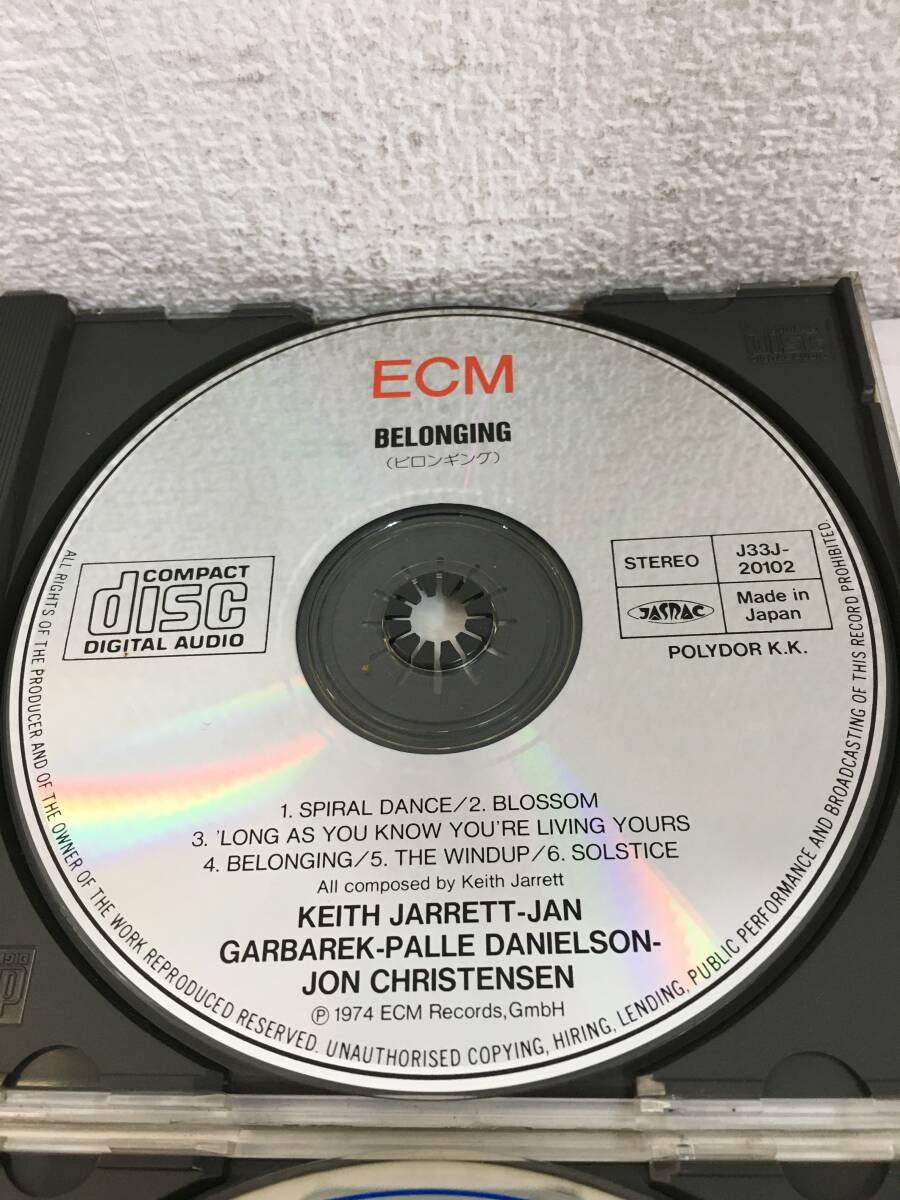 ECM
BELONGING
(ビロンギング)
COMPACT
disc
DIGITAL AUDIO
STEREO
J33J-
20102
JASRAC
Made in
Japan
POLYDOR K.K.
1. SPIRAL DANCE/2. BLOSSOM
3. 'LONG AS YOU KNOW YOU'RE LIVING YOURS
4. BELONGING/5. THE WINDUP/6. SOLSTICE
All composed by Keith Jarrett
KEITH JARRETT-JAN
GARBAREK-PALLE DANIELSON-
JON CHRISTENSEN
Ⓟ 1974 ECM Records,GmbH
ALL RIGHTS OF THE PRODUCER AND OF THE OWNER OF THE WORK REPRODUCED RESERVED. UNAUTHORISED COPYING, HIRING, LENDING, PUBLIC PERFORMANCE AND BROADCASTING OF THIS RECORD PROHIBITED.
disc